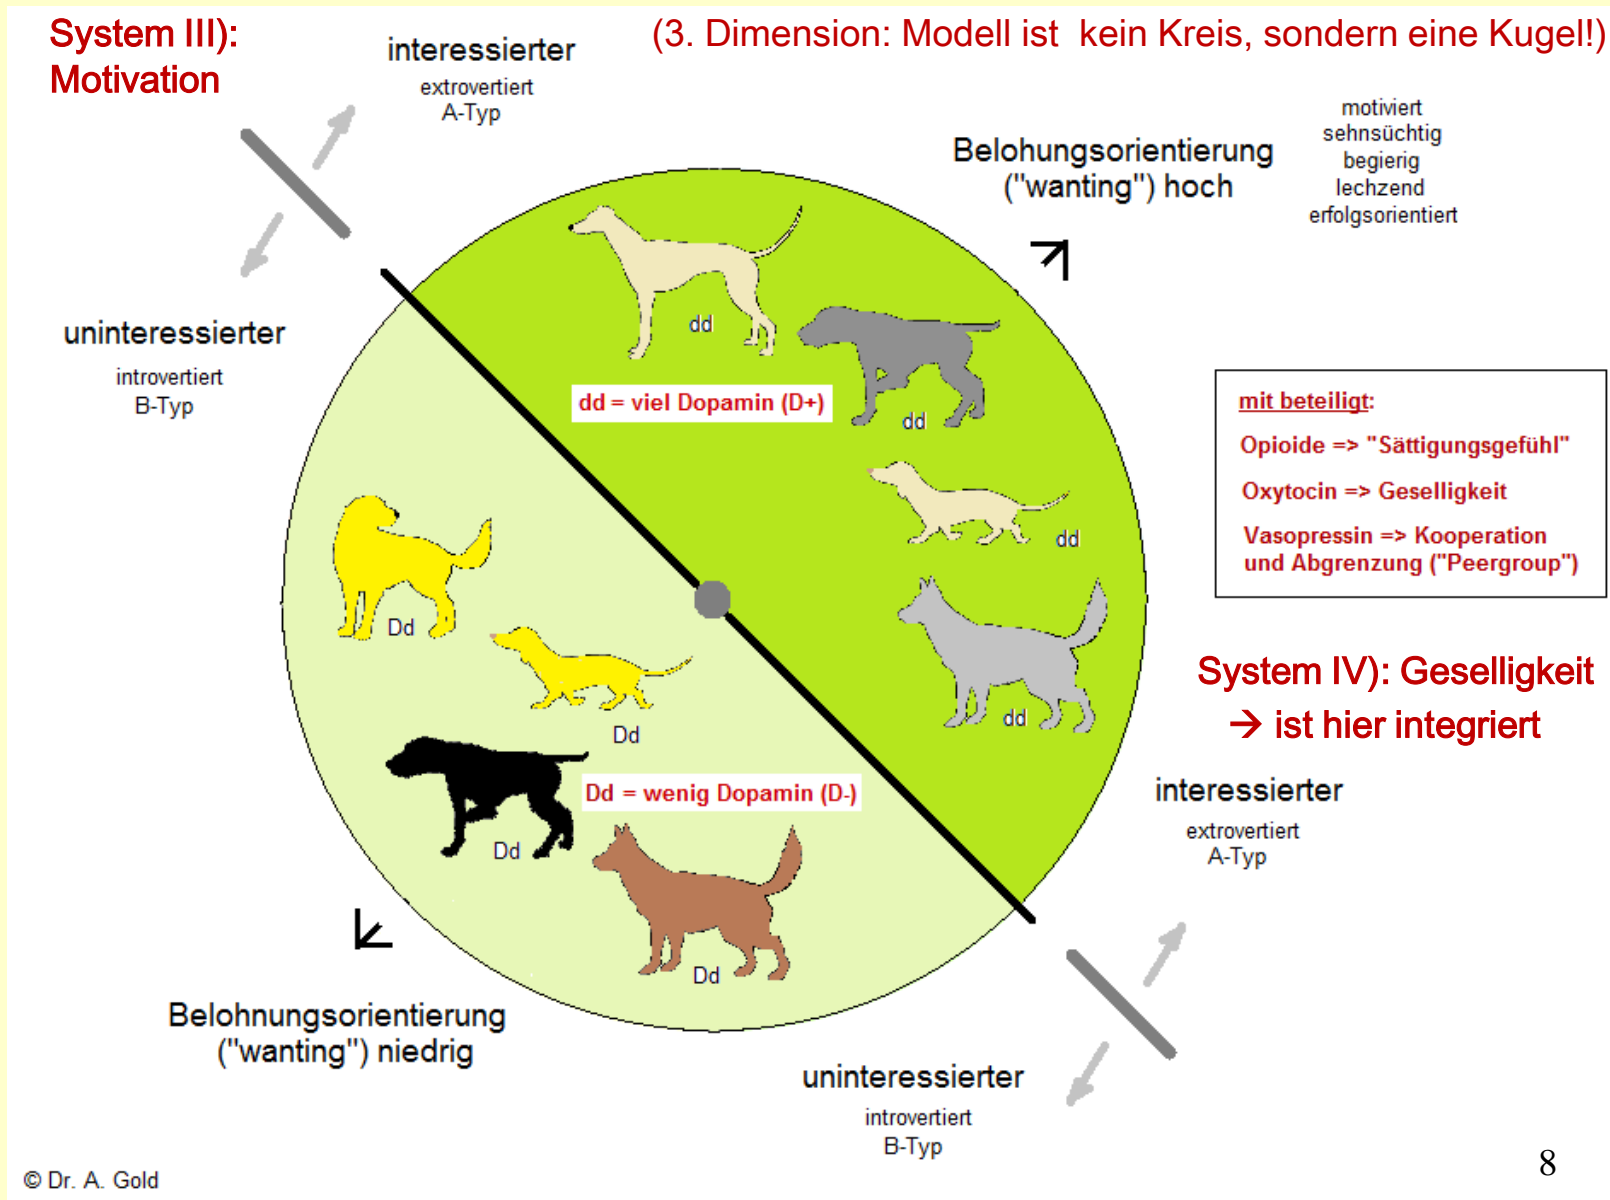 System III):
Motivation
(3. Dimension: Modell ist kein Kreis, sondern eine Kugel!)
interessierter
extrovertiert
A-Typ
motiviert
sehnsüchtig
begierig
lechzend
erfolgsorientiert
Belohungsorientierung
("wanting") hoch
uninteressierter
introvertiert
B-Typ
dd
dd = viel Dopamin (D+)
dd
dd
dd
mit beteiligt:
Opioide => "Sättigungsgefühl"
Oxytocin => Geselligkeit
Vasopressin => Kooperation
und Abgrenzung ("Peergroup")
System IV): Geselligkeit
→ ist hier integriert
Dd
Dd
Dd = wenig Dopamin (D-)
Dd
Dd
interessierter
extrovertiert
A-Typ
Belohnungsorientierung
("wanting") niedrig
uninteressierter
introvertiert
B-Typ
© Dr. A. Gold
8